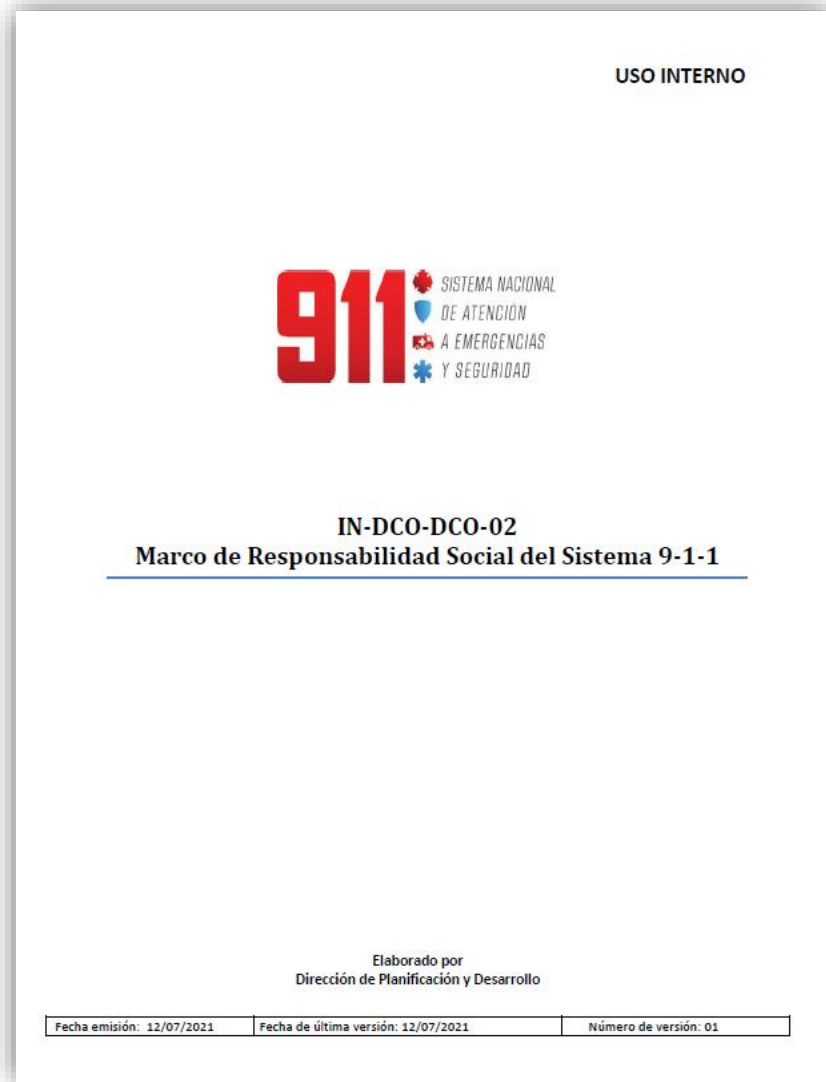 USO INTERNO
911
SISTEMA NACIONAL
DE ATENCIÓN
A EMERGENCIAS
Y SEGURIDAD
IN-DCO-DCO-02
Marco de Responsabilidad Social del Sistema 9-1-1
Elaborado por
Dirección de Planificación y Desarrollo
Fecha emisión: 12/07/2021 Fecha de última versión: 12/07/2021 Número de versión: 01